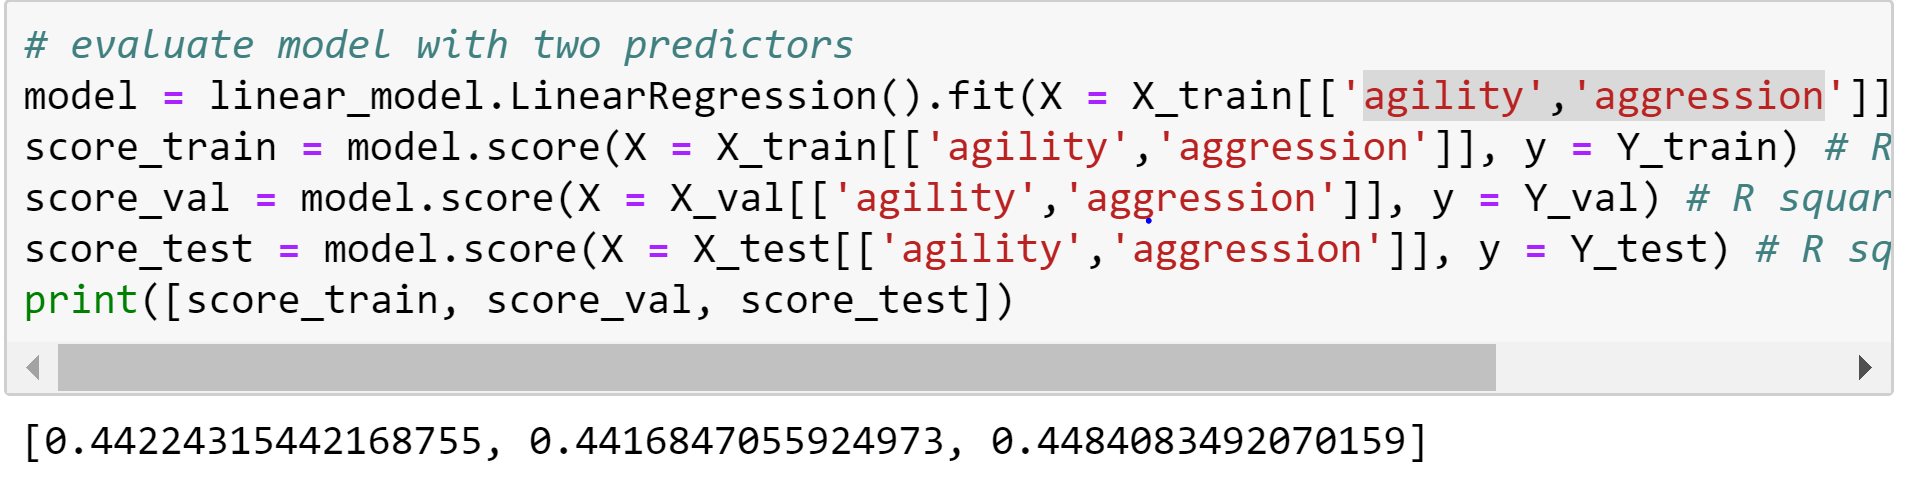 # evaluate model with two predictors
model = linear_model.LinearRegression().fit(X = X_train[['agility','aggression']]
score_train = model.score(X = X_train[['agility','aggression']], y = Y_train) # R
score_val = model.score(X = X_val[['agility','aggression']], y = Y_val) # R squar
score_test = model.score(X = X_test[['agility','aggression']], y = Y_test) # R sq
print([score_train, score_val, score_test])
[0.44224315442168755, 0.4416847055924973, 0.4484083492070159]